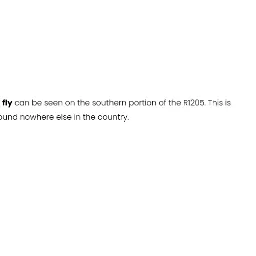 fly can be seen on the southern portion of the R1205. This is
ound nowhere else in the country.